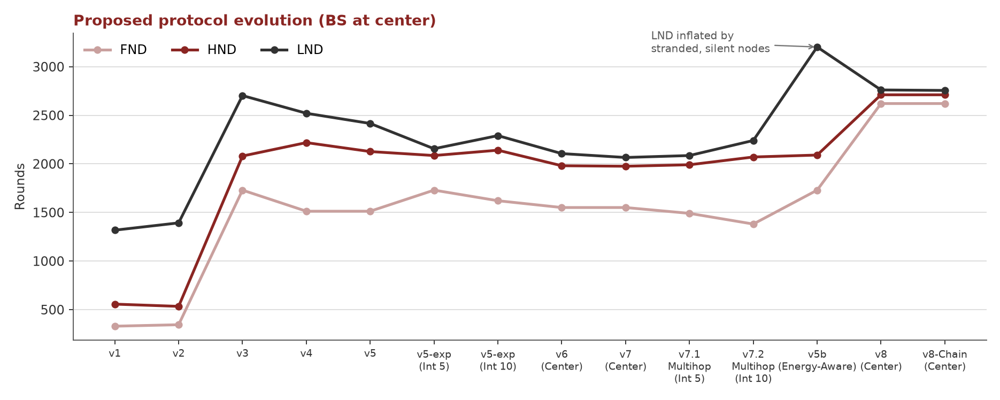 Proposed protocol evolution (BS at center)
FND HND LND
LND inflated by
stranded, silent nodes
Rounds
3000
2500
2000
1500
1000
500
v1
v2
v3
v4
v5
v5-exp
(Int 5)
v5-exp
(Int 10)
v6
(Center)
v7
(Center)
v7.1
Multihop
(Int 5)
v7.2
Multihop
(Int 10)
v5b
(Energy-Aware)
v8
(Center)
v8-Chain
(Center)